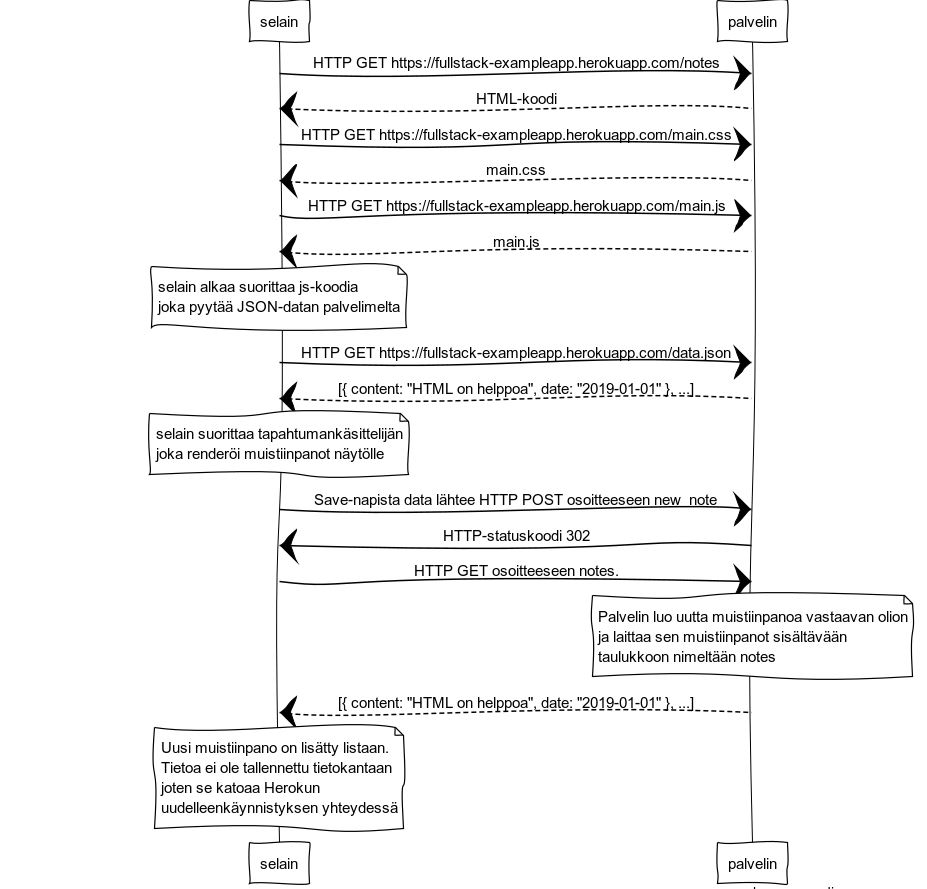 selain palvelin
HTTP GET https://fullstack-exampleapp.herokuapp.com/notes
HTML-koodi
HTTP GET https://fullstack-exampleapp.herokuapp.com/main.css
main.css
HTTP GET https://fullstack-exampleapp.herokuapp.com/main.js
main.js
selain alkaa suorittaa js-koodia
joka pyytää JSON-datan palvelimelta
HTTP GET https://fullstack-exampleapp.herokuapp.com/data.json
[{ content: "HTML on helppoa", date: "2019-01-01" }, ...]
selain suorittaa tapahtumankäsittelijän
joka renderöi muistiinpanot näytölle
Save-napista data lähtee HTTP POST osoitteeseen new_note
HTTP-statuskoodi 302
HTTP GET osoitteeseen notes.
Palvelin luo uutta muistiinpanoa vastaavan olion
ja laittaa sen muistiinpanot sisältävään
taulukkoon nimeltään notes
[{ content: "HTML on helppoa", date: "2019-01-01" }, ...]
Uusi muistiinpano on lisätty listaan.
Tietoa ei ole tallennettu tietokantaan
joten se katoaa Herokun
uudelleenkäynnistyksen yhteydessä
selain palvelin